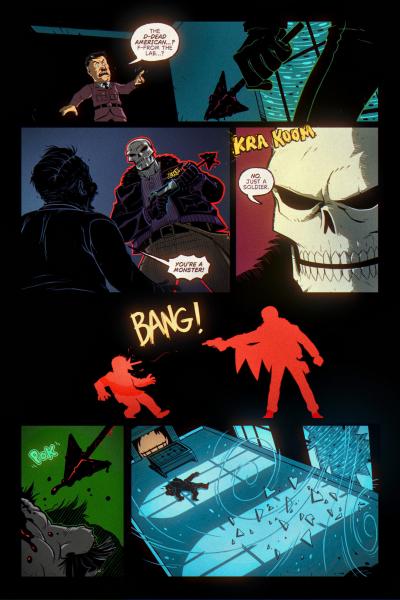 THE
D-DEAD
AMERICAN...?
F-FROM THE
LAB...?
KRA KOOM
NO.
JUST A
SOLDIER.
YOU'RE A
MONSTER!
BANG!
POK